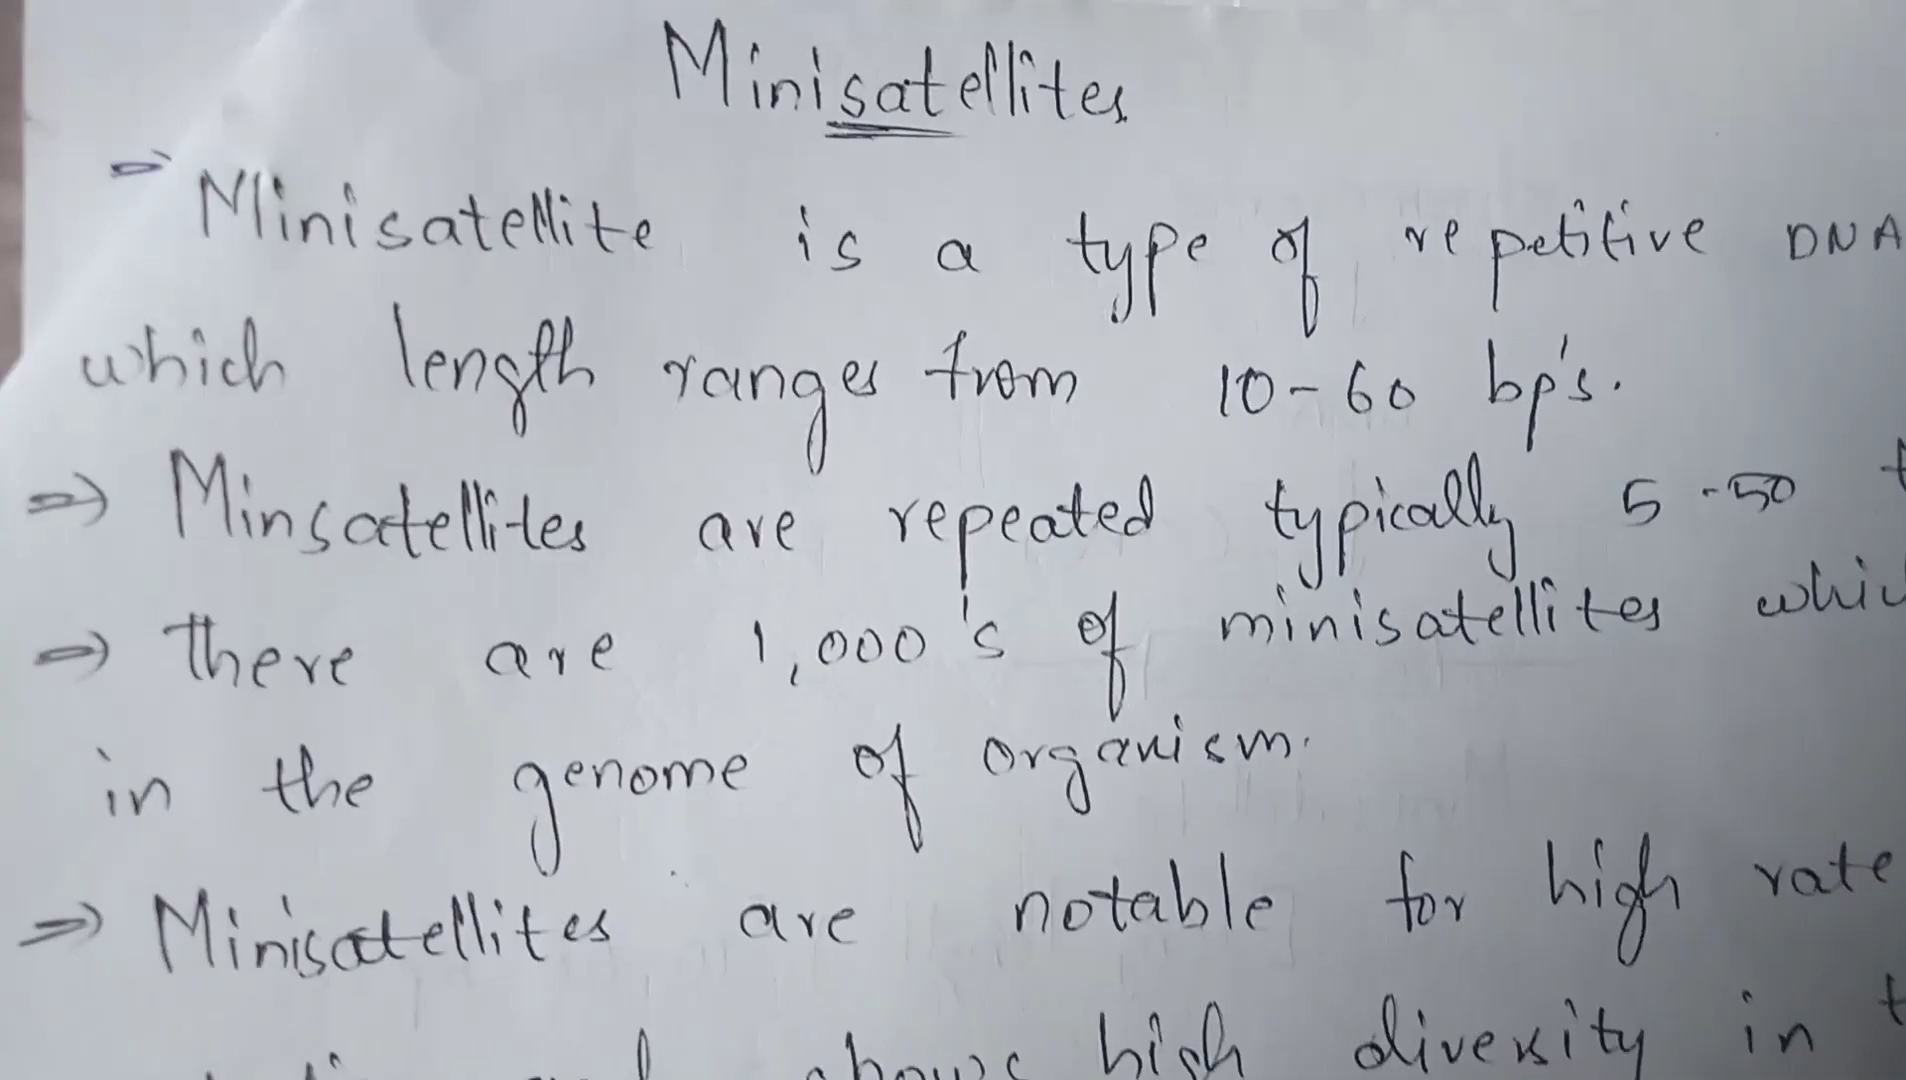 Minisatellites
⇒ Minisatellite is a type of repetitive DNA
which length ranges from 10-60 bp's.
⇒ Minsatellites are repeated typically 5-50
⇒ there are 1,000's of minisatellites
in the genome of organism.
⇒ Minisatellites are notable for high rate
shows high diversity in